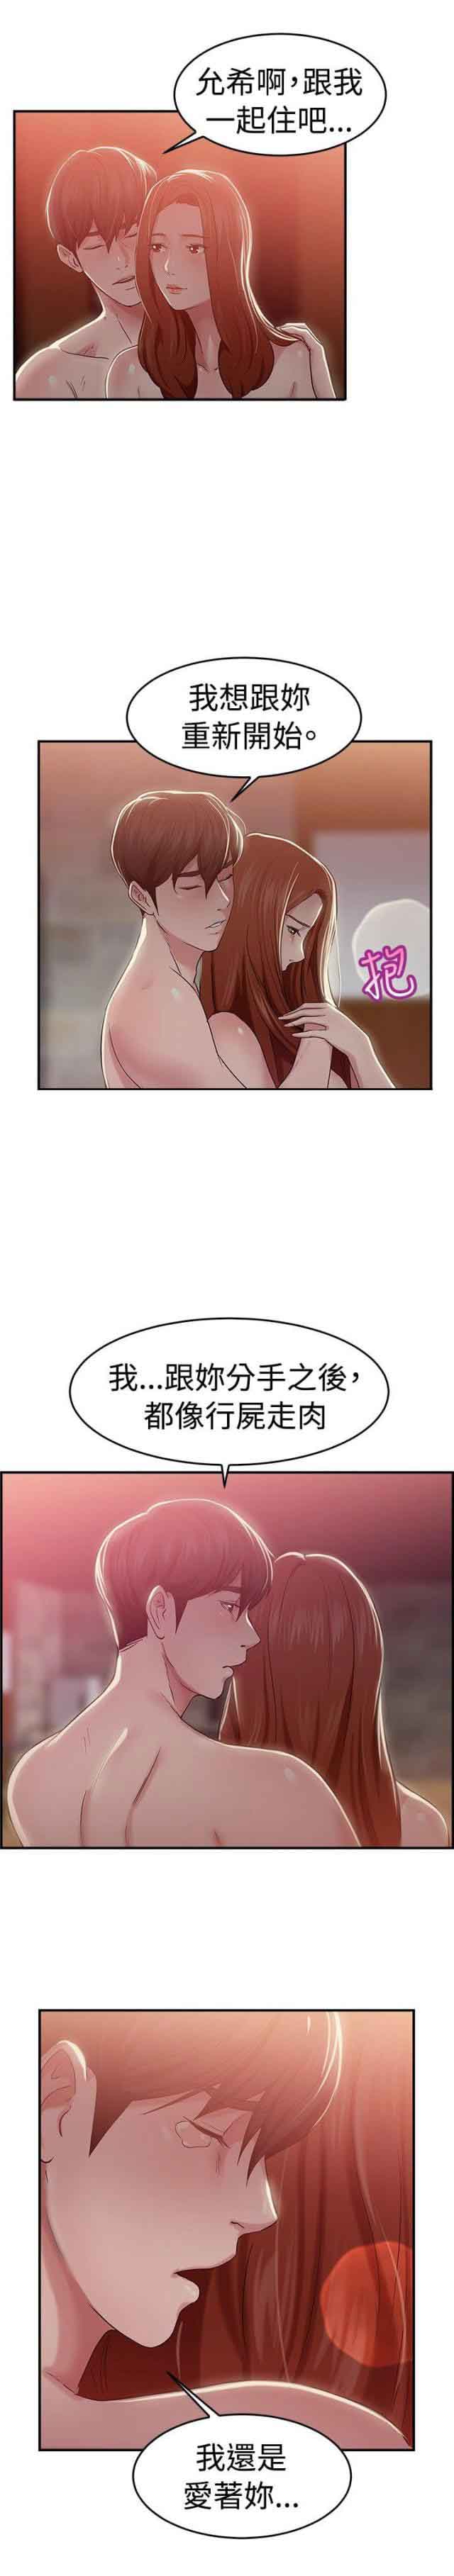 允希啊，跟我
一起住吧...
我想跟妳
重新開始。
抱
我...跟妳分手之後，
都像行屍走肉
我還是
愛著妳...